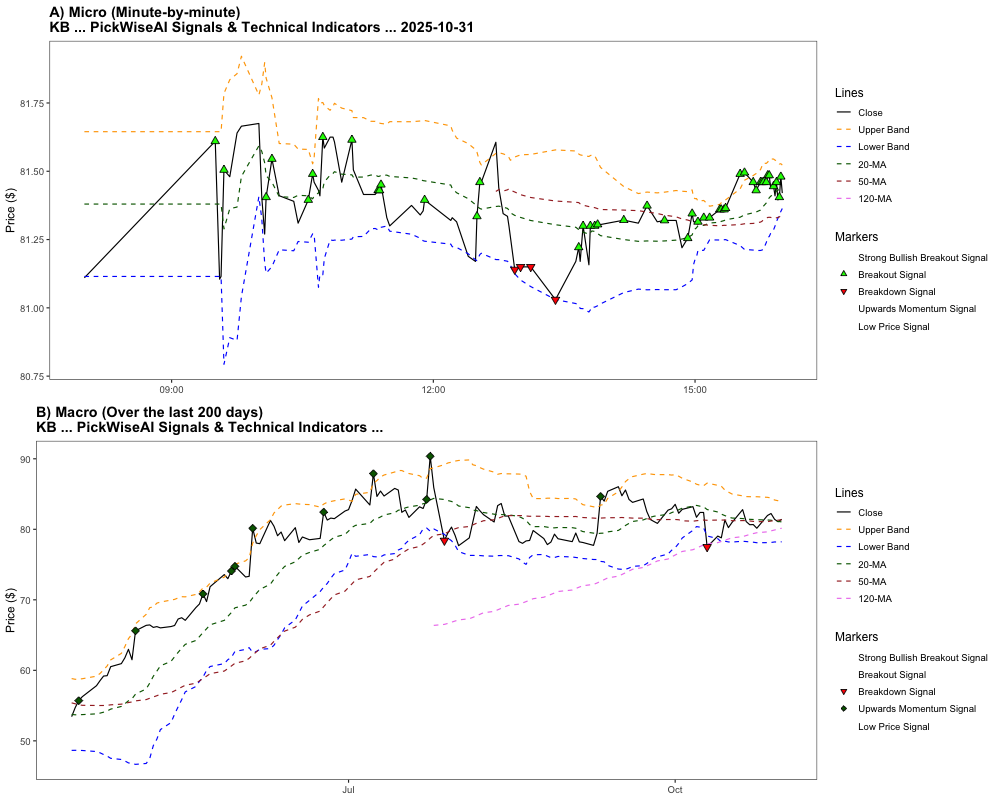 A) Micro (Minute-by-minute)
KB ... PickWiseAI Signals & Technical Indicators ... 2025-10-31
Price ($)
81.75
81.50
81.25
81.00
80.75
09:00
12:00
15:00
Lines
Close
Upper Band
Lower Band
20-MA
50-MA
120-MA
Markers
Strong Bullish Breakout Signal
Breakout Signal
Breakdown Signal
Upwards Momentum Signal
Low Price Signal
B) Macro (Over the last 200 days)
KB ... PickWiseAI Signals & Technical Indicators ...
Price ($)
90
80
70
60
50
Jul
Oct
Lines
Close
Upper Band
Lower Band
20-MA
50-MA
120-MA
Markers
Strong Bullish Breakout Signal
Breakout Signal
Breakdown Signal
Upwards Momentum Signal
Low Price Signal